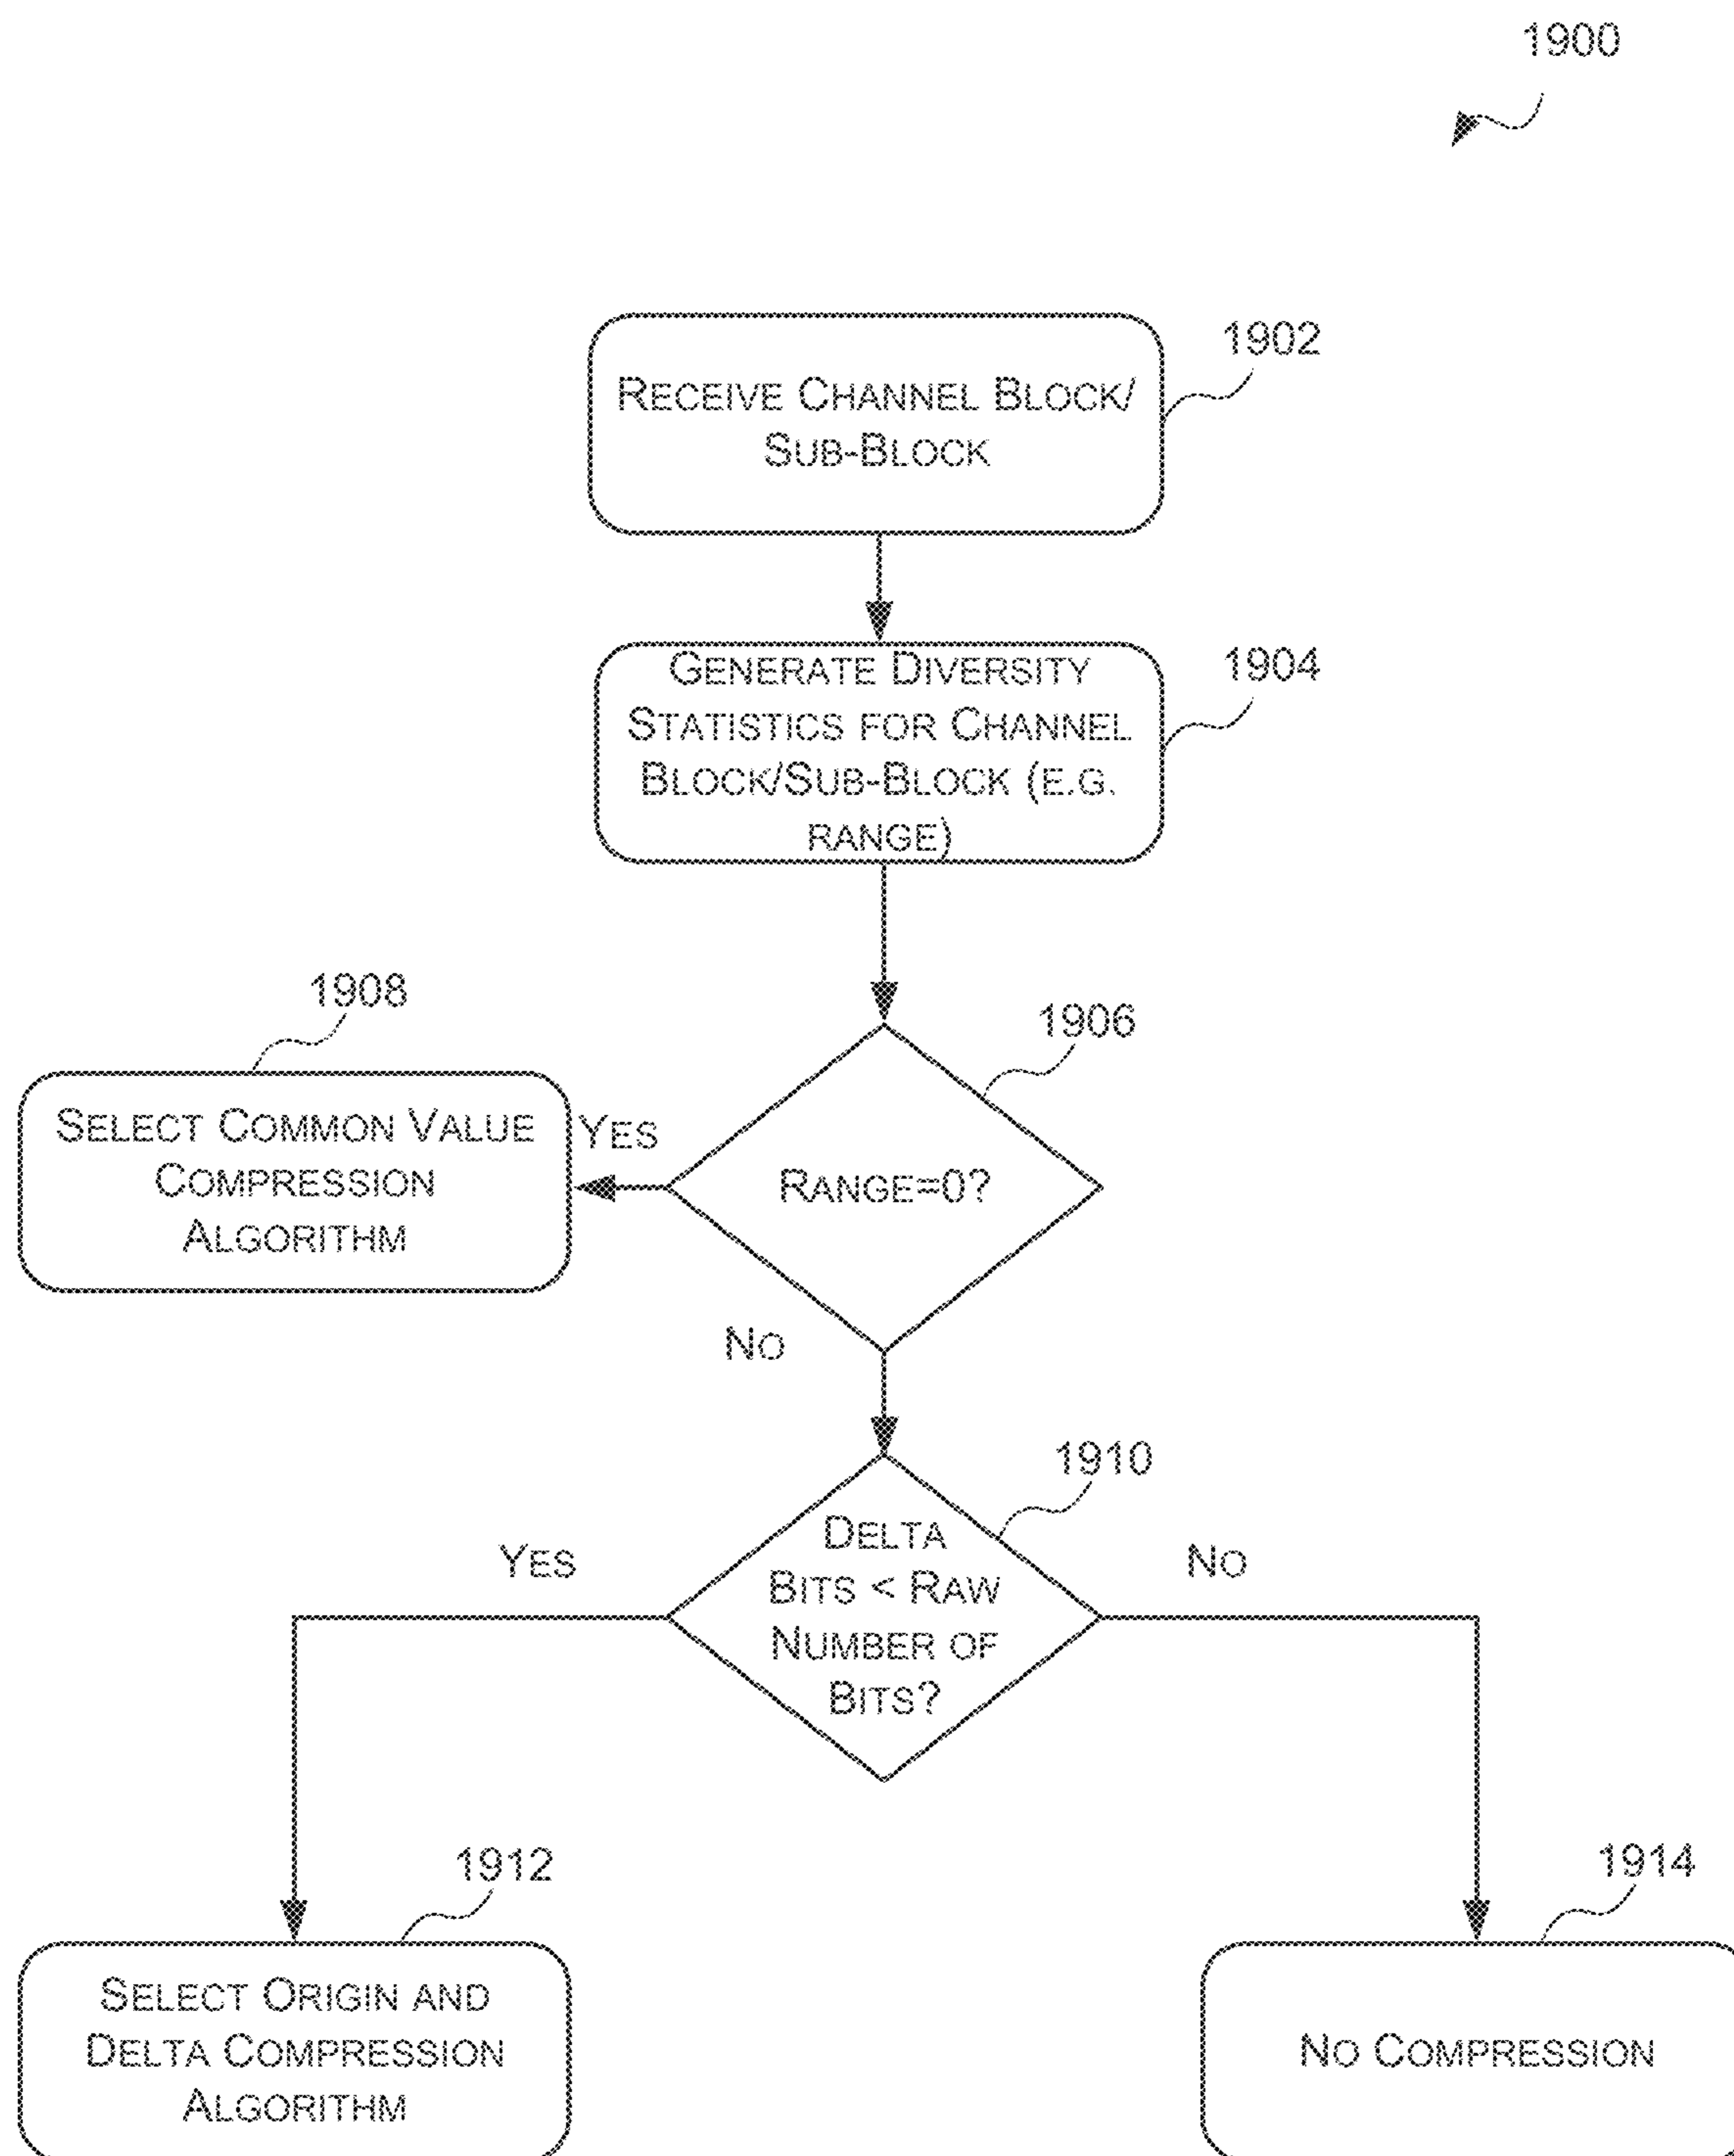 1900
1902
RECEIVE CHANNEL BLOCK/
SUB-BLOCK
1904
GENERATE DIVERSITY
STATISTICS FOR CHANNEL
BLOCK/SUB-BLOCK (E.G.
RANGE)
1908
1906
SELECT COMMON VALUE
COMPRESSION
ALGORITHM
YES
RANGE=0?
NO
1910
DELTA
BITS < RAW
NUMBER OF
BITS?
YES
NO
1912
1914
SELECT ORIGIN AND
DELTA COMPRESSION
ALGORITHM
NO COMPRESSION